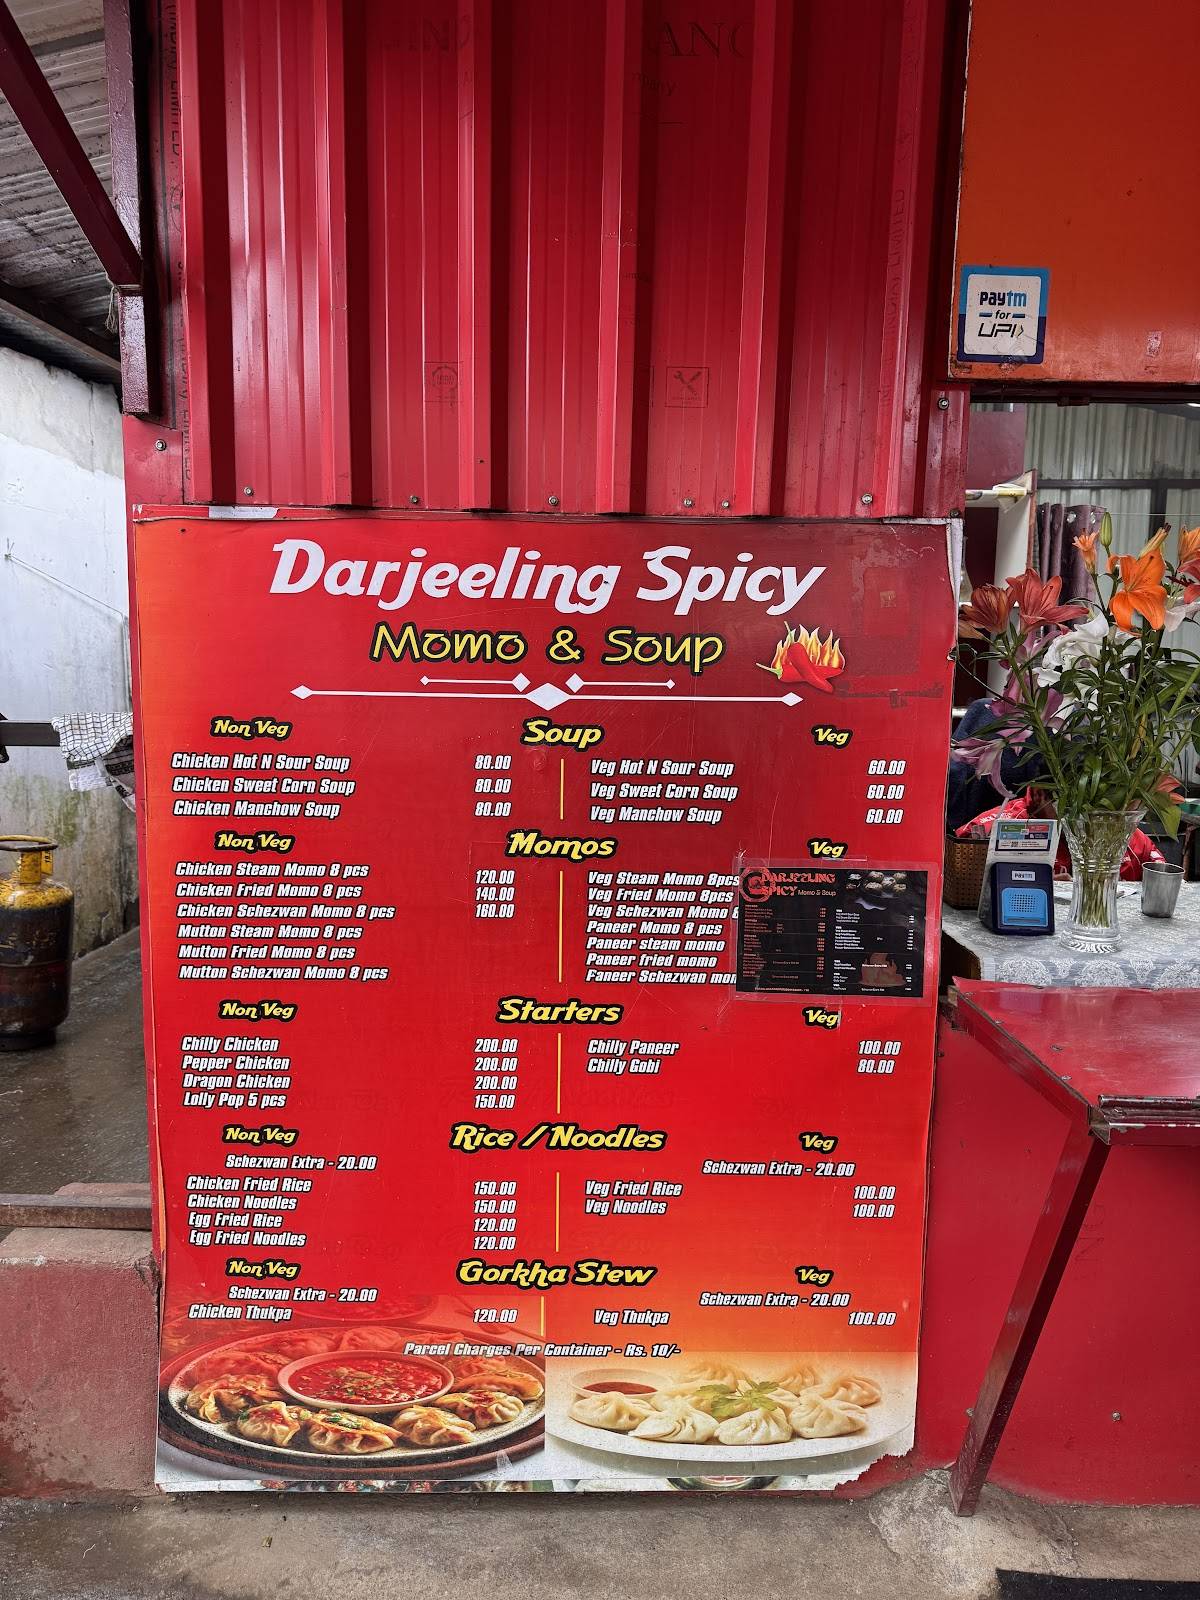 paytm
for
UPI
Darjeeling Spicy
Momo & Soup
Non Veg Soup Veg
Chicken Hot N Sour Soup 80.00 Veg Hot N Sour Soup 60.00
Chicken Sweet Corn Soup 80.00 Veg Sweet Corn Soup 60.00
Chicken Manchow Soup 80.00 Veg Manchow Soup 60.00
Non Veg Momos Veg
Chicken Steam Momo 8 pcs 120.00 Veg Steam Momo 8pcs
Chicken Fried Momo 8 pcs 140.00 Veg Fried Momo 8pcs
Chicken Schezwan Momo 8 pcs 160.00 Veg Schezwan Momo
Mutton Steam Momo 8 pcs Paneer Momo 8 pcs
Mutton Fried Momo 8 pcs Paneer steam momo
Mutton Schezwan Momo 8 pcs Paneer fried momo
Faneer Schezwan
DARJEELING
SPICY Momo & Soup
Non Veg Starters Veg
Chilly Chicken 200.00 Chilly Paneer 100.00
Pepper Chicken 200.00 Chilly Gobi 80.00
Dragon Chicken 200.00
Lolly Pop 5 pcs 150.00
Non Veg Rice / Noodles Veg
Schezwan Extra - 20.00 Schezwan Extra - 20.00
Chicken Fried Rice 150.00 Veg Fried Rice 100.00
Chicken Noodles 150.00 Veg Noodles 100.00
Egg Fried Rice 120.00
Egg Fried Noodles 120.00
Non Veg Gorkha Stew Veg
Schezwan Extra - 20.00 Schezwan Extra - 20.00
Chicken Thukpa 120.00 Veg Thukpa 100.00
Parcel Charges Per Container - Rs. 10/-
paytm